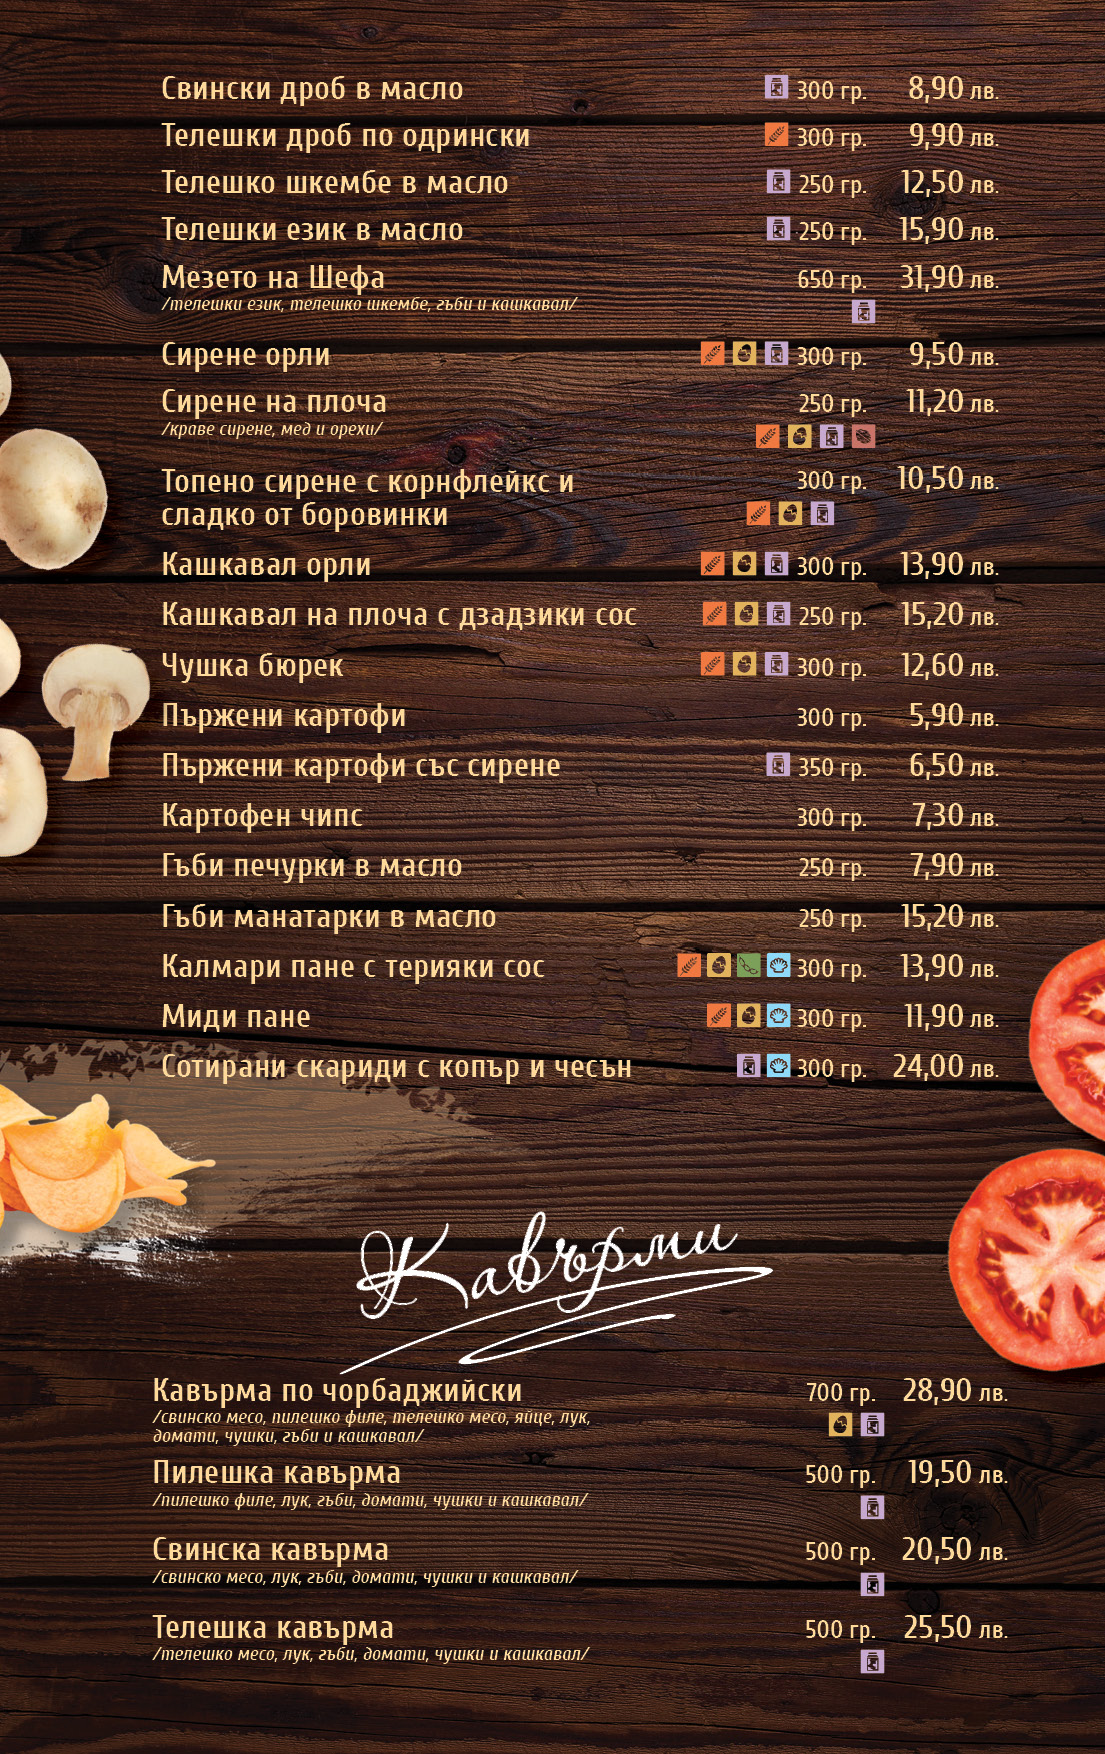 Свински дроб в масло 300 гр. 8,90 лв.
Телешки дроб по одрински 300 гр. 9,90 лв.
Телешко шкембе в масло 250 гр. 12,50 лв.
Телешки език в масло 250 гр. 15,90 лв.
Мезето на Шефа 650 гр. 31,90 лв.
/телешки език, телешко шкембе, гъби и кашкавал/
Сирене орли 300 гр. 9,50 лв.
Сирене на плоча 250 гр. 11,20 лв.
/краве сирене, мед и орехи/
Топено сирене с корнфлейкс и 300 гр. 10,50 лв.
сладко от боровинки
Кашкавал орли 300 гр. 13,90 лв.
Кашкавал на плоча с дзадзики сос 250 гр. 15,20 лв.
Чушка бюрек 300 гр. 12,60 лв.
Пържени картофи 300 гр. 5,90 лв.
Пържени картофи със сирене 350 гр. 6,50 лв.
Картофен чипс 300 гр. 7,30 лв.
Гъби печурки в масло 250 гр. 7,90 лв.
Гъби манатарки в масло 250 гр. 15,20 лв.
Калмари пане с терияки сос 300 гр. 13,90 лв.
Миди пане 300 гр. 11,90 лв.
Сотирани скариди с копър и чесън 300 гр. 24,00 лв.
Кавърми
Кавърма по чорбаджийски 700 гр. 28,90 лв.
/свинско месо, пилешко филе, телешко месо, яйце, лук,
домати, чушки, гъби и кашкавал/
Пилешка кавърма 500 гр. 19,50 лв.
/пилешко филе, лук, гъби, домати, чушки и кашкавал/
Свинска кавърма 500 гр. 20,50 лв.
/свинско месо, лук, гъби, домати, чушки и кашкавал/
Телешка кавърма 500 гр. 25,50 лв.
/телешко месо, лук, гъби, домати, чушки и кашкавал/